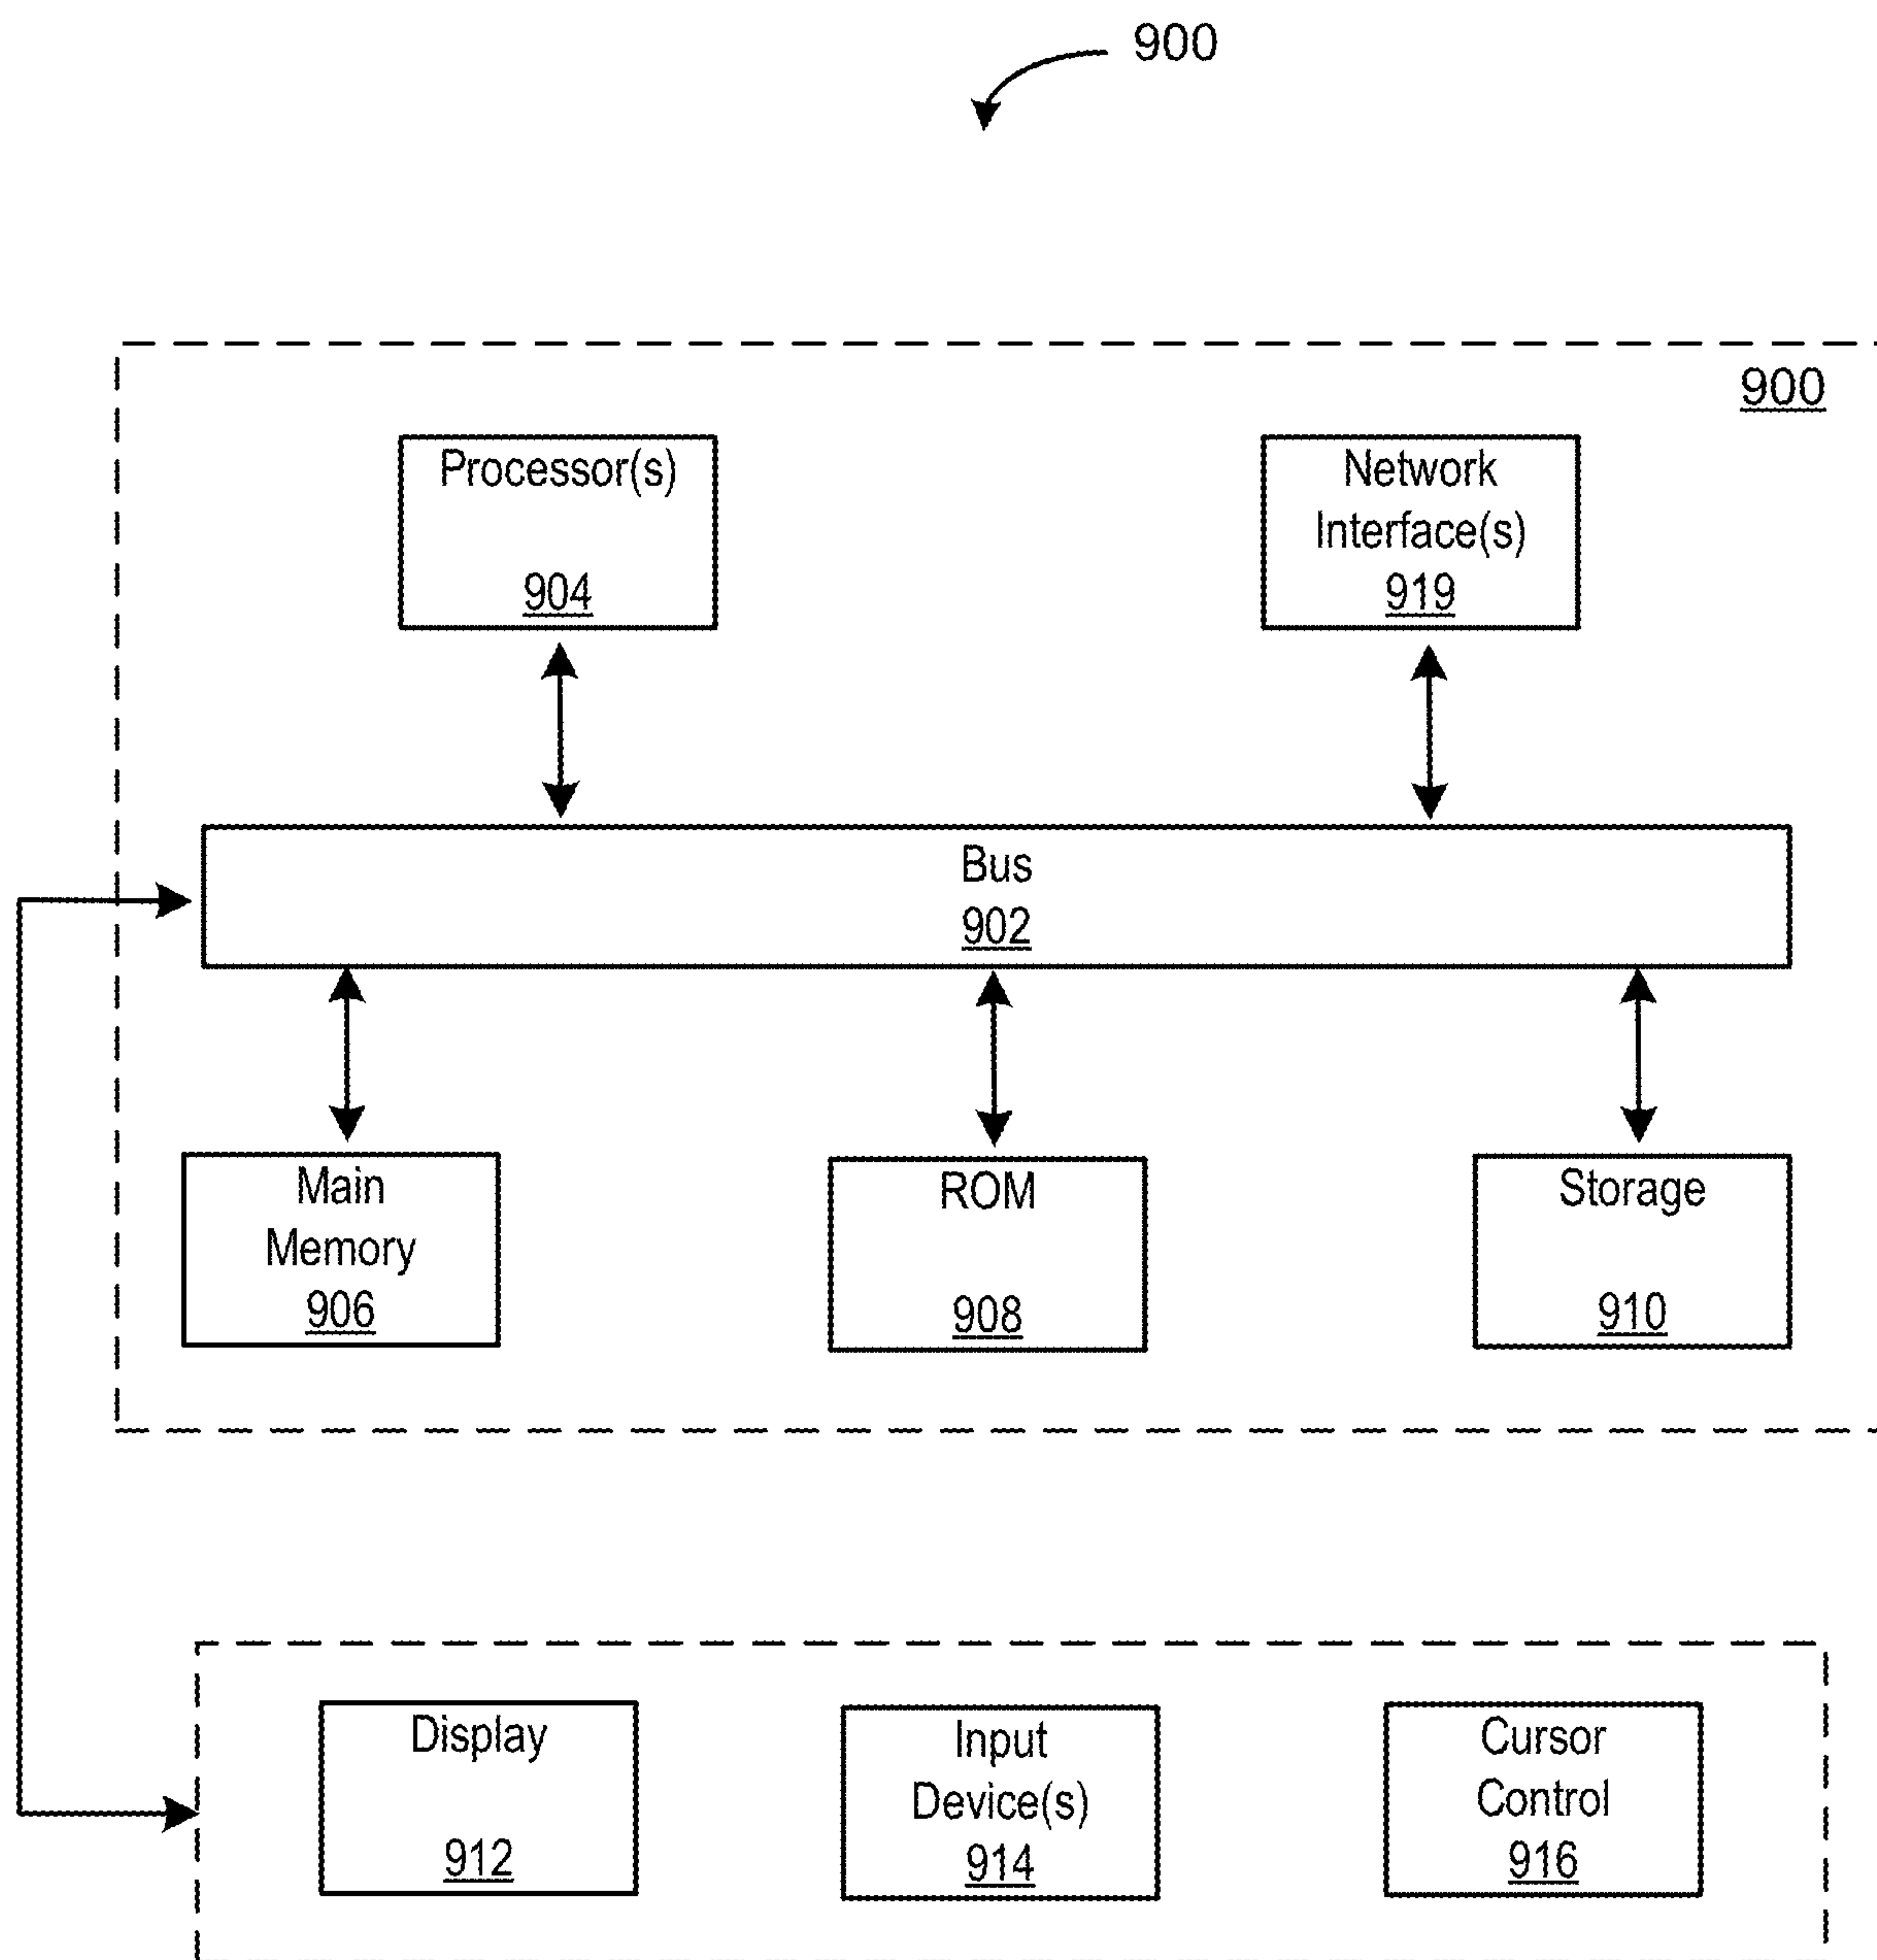 900
900
Processor(s)
904
Network
Interface(s)
919
Bus
902
Main
Memory
906
ROM
908
Storage
910
Display
912
Input
Device(s)
914
Cursor
Control
916